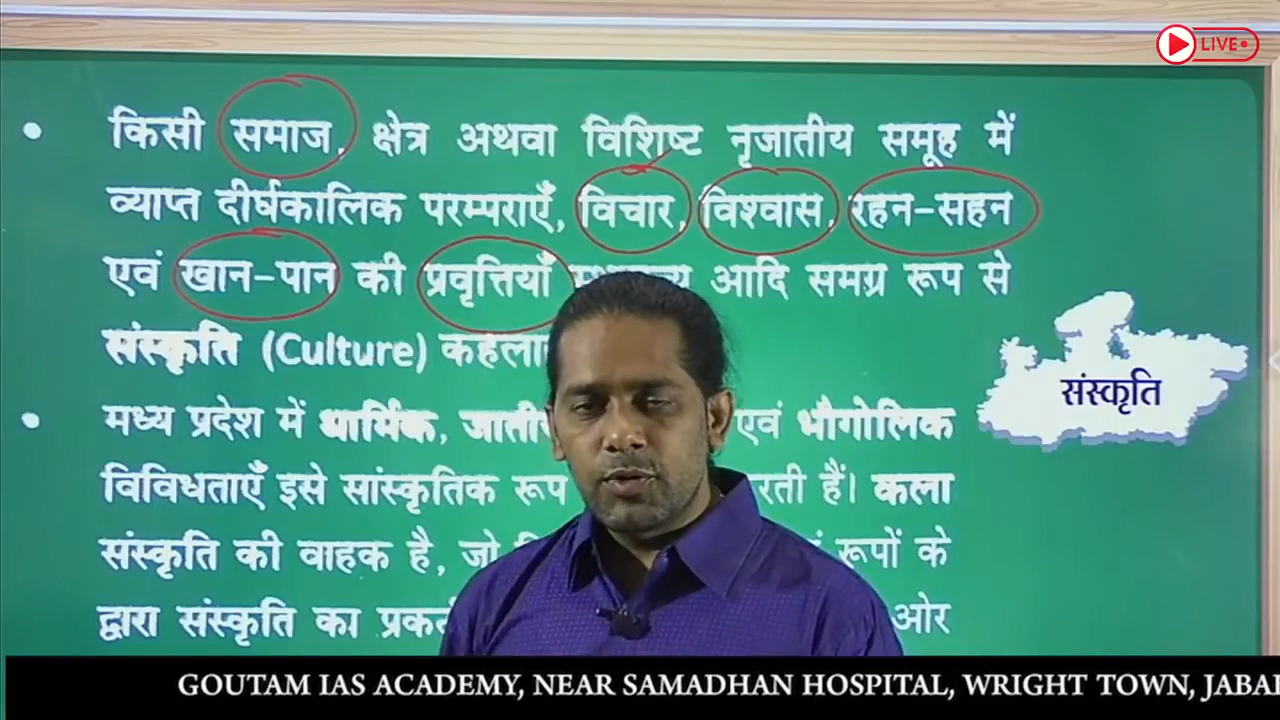 LIVE
किसी समाज, क्षेत्र अथवा विशिष्ट नृजातीय समूह में
व्याप्त दीर्घकालिक परम्पराएँ, विचार, विश्वास, रहन-सहन
एवं खान-पान की प्रवृत्तियाँ आदि समग्र रूप से
संस्कृति (Culture)
संस्कृति
मध्य प्रदेश में धार्मिक, एवं भौगोलिक
विविधताएँ इसे सांस्कृतिक रूप हैं। कला
संस्कृति की वाहक है, जो रूपों के
द्वारा संस्कृति का ओर
GOUTAM IAS ACADEMY, NEAR SAMADHAN HOSPITAL, WRIGHT TOWN,